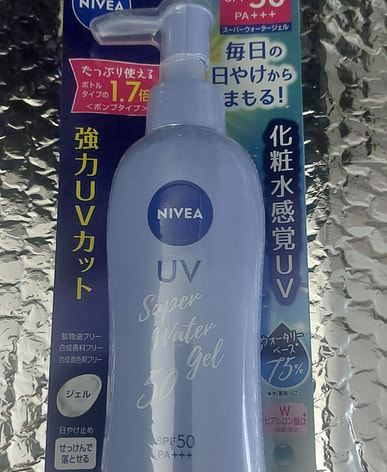 NIVEA
50
PA+++
スーパーウォータージェル
毎日の
日やけから
まもる!
たっぷり使える
ボトル
タイプの
1.7倍
<ポンプタイプ>
強力UVカット
化粧水感覚UV
NIVEA
UV
Super
Water
Gel
50
SPF50
PA+++
鉱物油フリー
合成香料フリー
合成着色剤フリー
ジェル
日やけ止め
せっけんで
落とせる
ウォータリー
ベース
75%
W
ヒアルロン酸